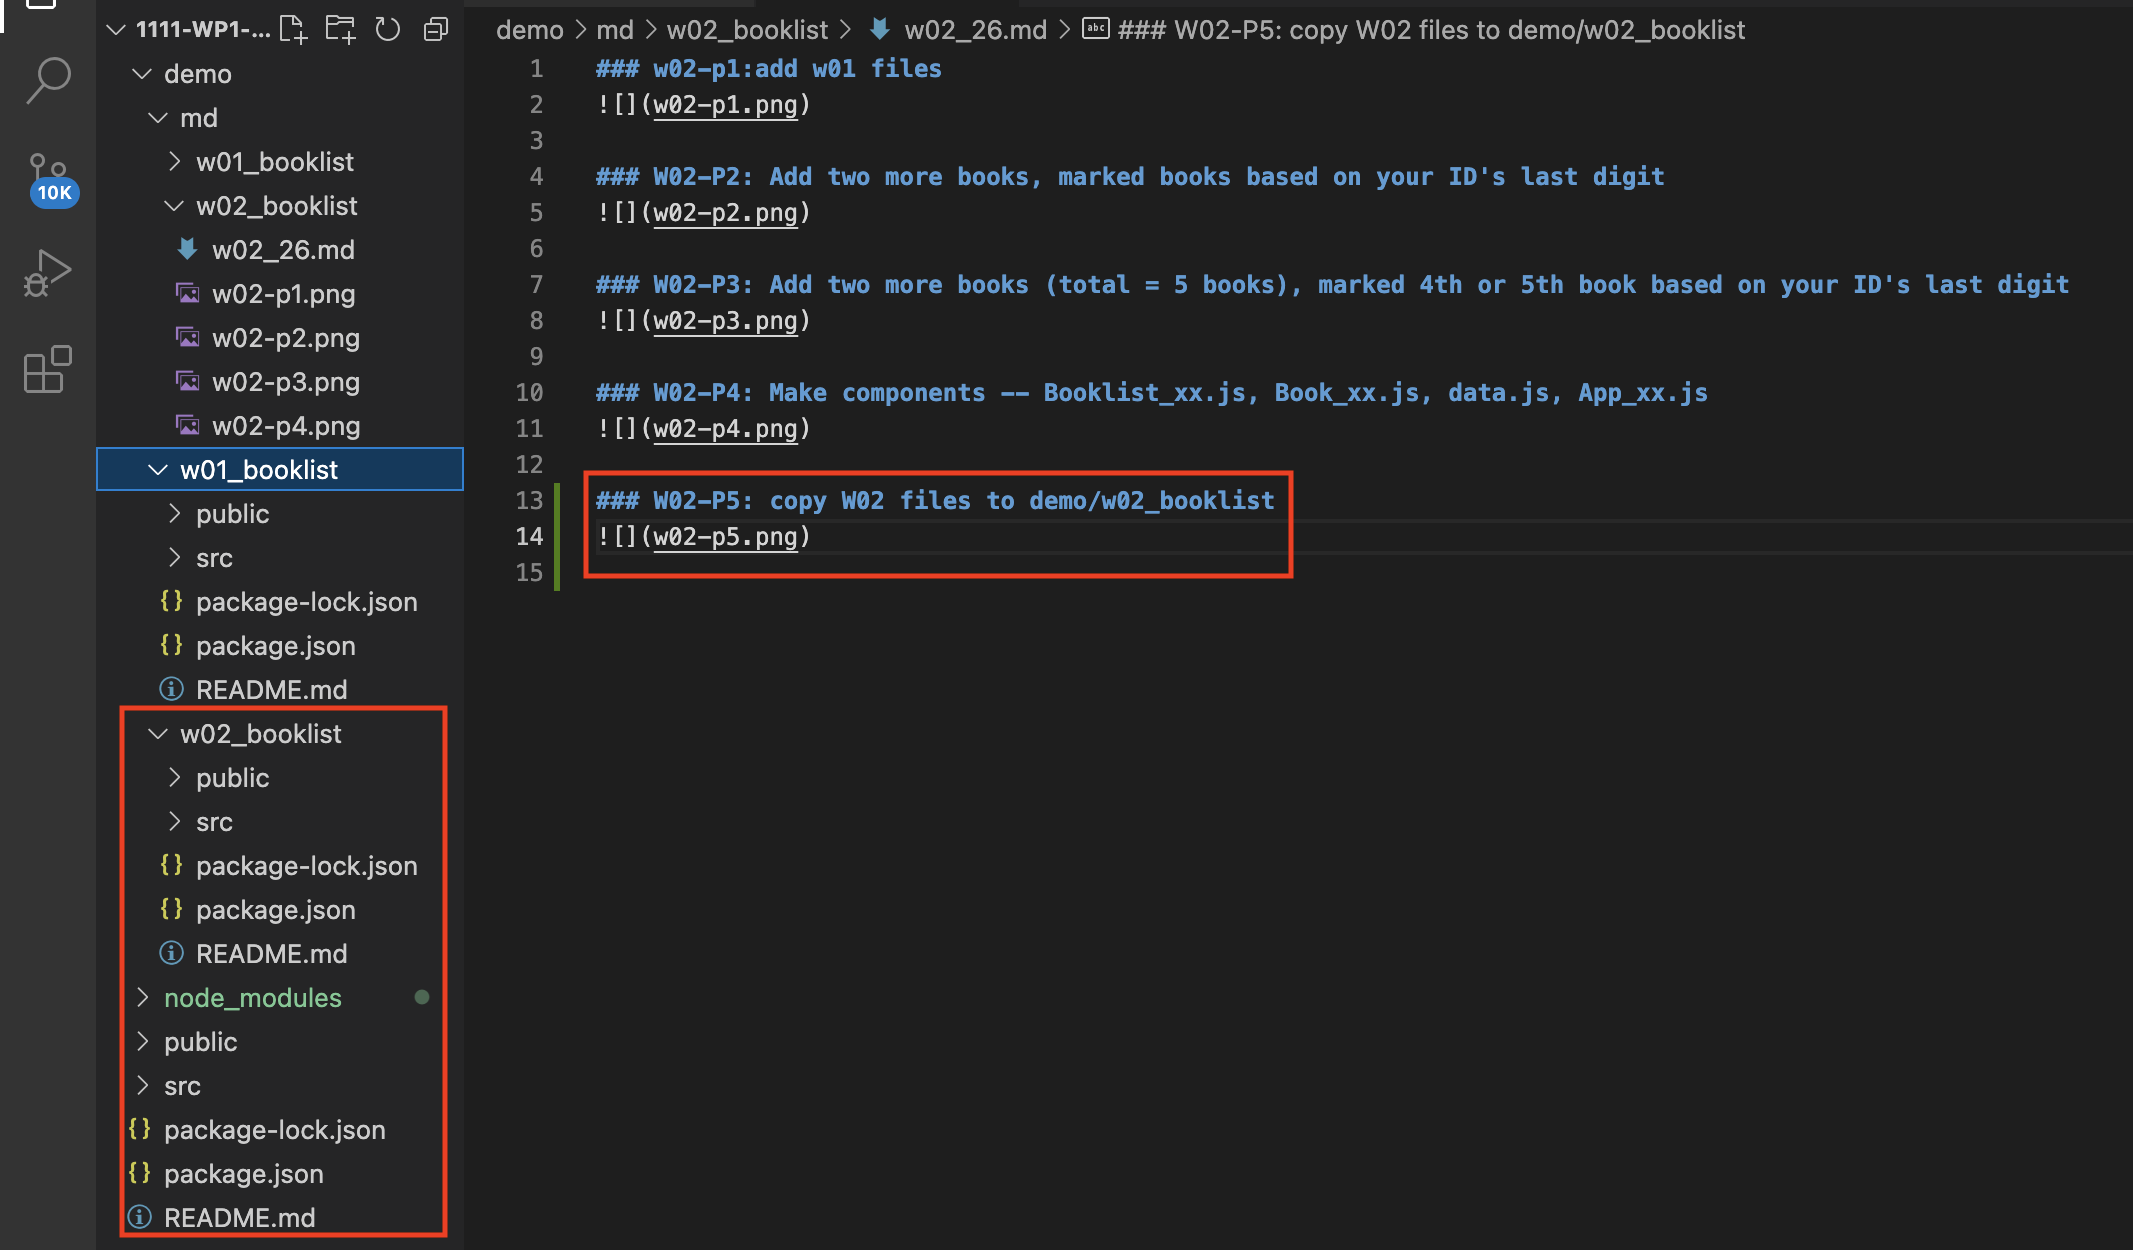 1111-WP1-...
demo
md
w01_booklist
w02_booklist
w02_26.md
w02-p1.png
w02-p2.png
w02-p3.png
w02-p4.png
w01_booklist
public
src
{} package-lock.json
{} package.json
README.md
w02_booklist
public
src
{} package-lock.json
{} package.json
README.md
node_modules
public
src
{} package-lock.json
{} package.json
README.md
10K
demo > md > w02_booklist > w02_26.md > abc ### W02-P5: copy W02 files to demo/w02_booklist
1 ### w02-p1:add w01 files
2 ![](w02-p1.png)
3
4 ### W02-P2: Add two more books, marked books based on your ID's last digit
5 ![](w02-p2.png)
6
7 ### W02-P3: Add two more books (total = 5 books), marked 4th or 5th book based on your ID's last digit
8 ![](w02-p3.png)
9
10 ### W02-P4: Make components -- Booklist_xx.js, Book_xx.js, data.js, App_xx.js
11 ![](w02-p4.png)
12
13 ### W02-P5: copy W02 files to demo/w02_booklist
14 ![](w02-p5.png)
15